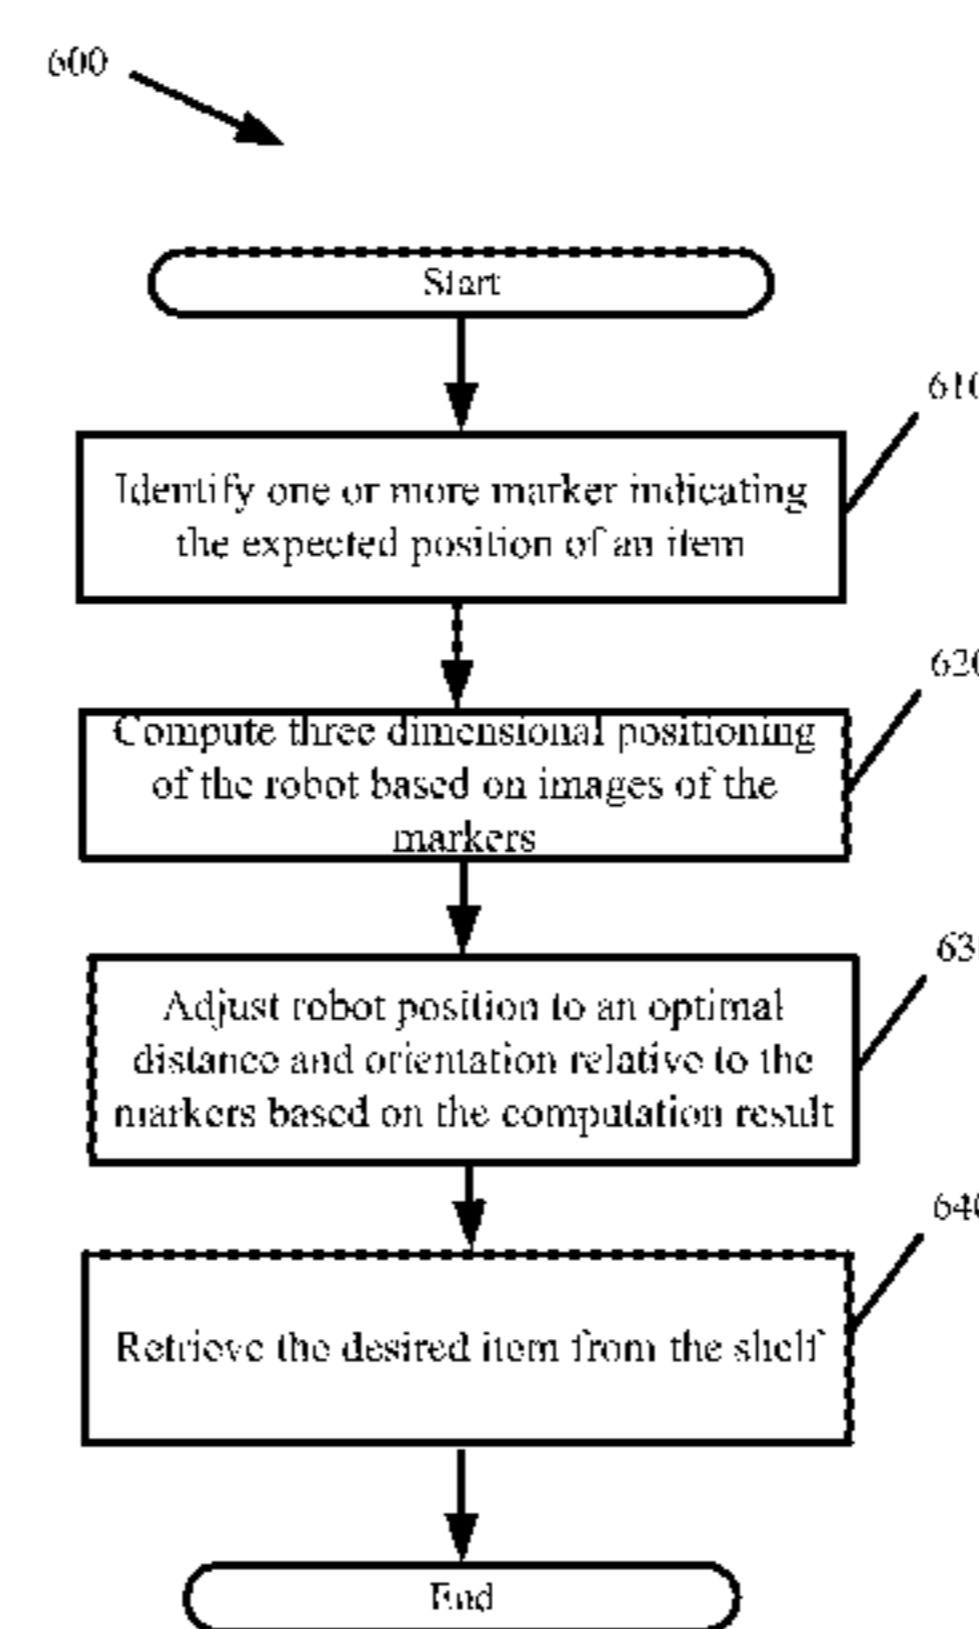 600
Start
610
Identify one or more marker indicating
the expected position of an item
620
Compute three dimensional positioning
of the robot based on images of the
markers
63
Adjust robot position to an optimal
distance and orientation relative to the
markers based on the computation result
640
Retrieve the desired item from the shelf
End